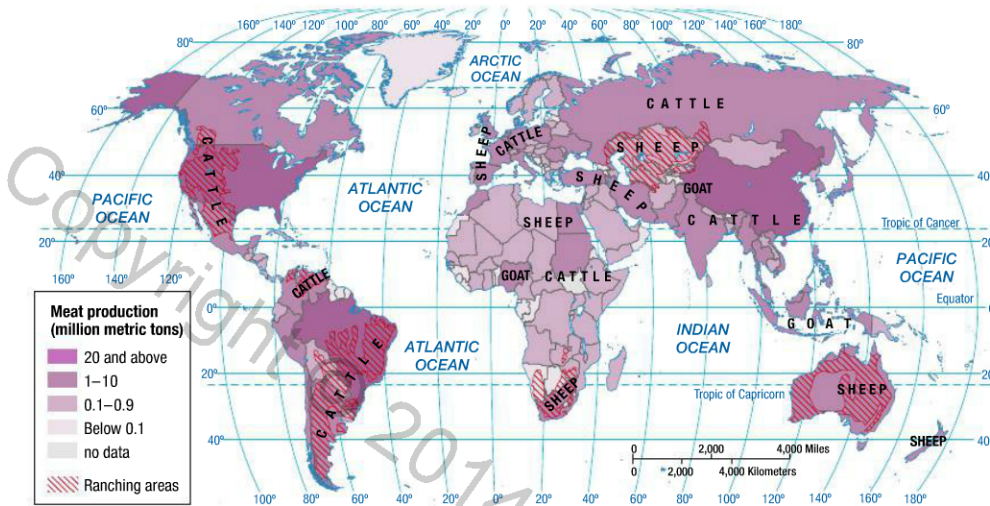 160° 140° 120° 100° 80° 60° 40° 20° 0° 20° 40° 60° 80° 100° 120° 140° 160° 180°
80°
80°
ARCTIC
OCEAN
60°
60°
CATTLE
SHEEP
CATTLE
SHEEP
CATTLE
40°
40°
PACIFIC
OCEAN
ATLANTIC
OCEAN
SHEEP
GOAT
SHEEP
CATTLE
Tropic of Cancer
20°
20
PACIFIC
OCEAN
160° 140° 120°
CATTLE
GOAT
CATTLE
0°
Equator
0°
GOAT
INDIAN
OCEAN
ATLANTIC
OCEAN
CATTLE
20°
20°
Tropic of Capricorn
SHEEP
SHEEP
SHEEP
40°
40
0 2,000 4,000 Miles
0 2,000 4,000 Kilometers
100° 80° 60° 40° 20° 0° 20° 40° 60° 80° 100° 120° 140° 160° 180°
Meat production
(million metric tons)
20 and above
1–10
0.1–0.9
Below 0.1
no data
Ranching areas
Copyright © 2014